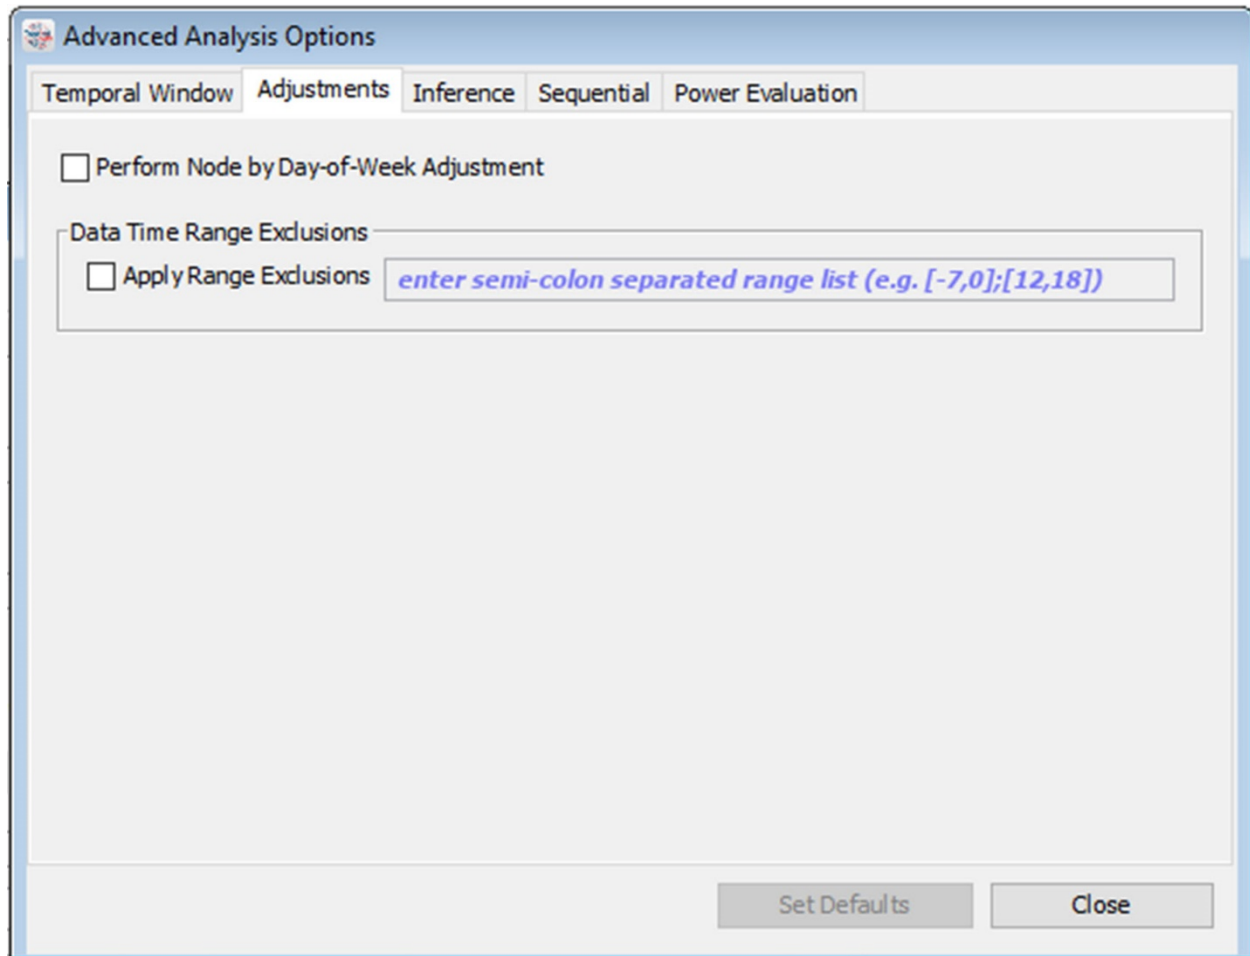 Advanced Analysis Options
Temporal Window Adjustments Inference Sequential Power Evaluation
Perform Node by Day-of-Week Adjustment
Data Time Range Exclusions
Apply Range Exclusions enter semi-colon separated range list (e.g. [-7,0];[12,18])
Set Defaults Close